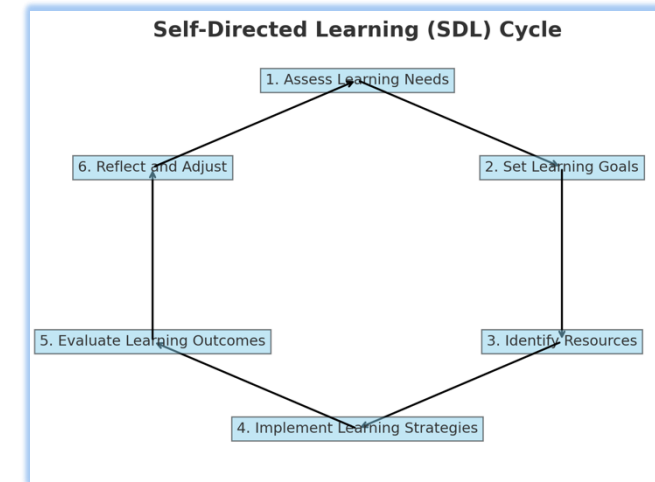 Self-Directed Learning (SDL) Cycle
1. Assess Learning Needs
2. Set Learning Goals
3. Identify Resources
4. Implement Learning Strategies
5. Evaluate Learning Outcomes
6. Reflect and Adjust